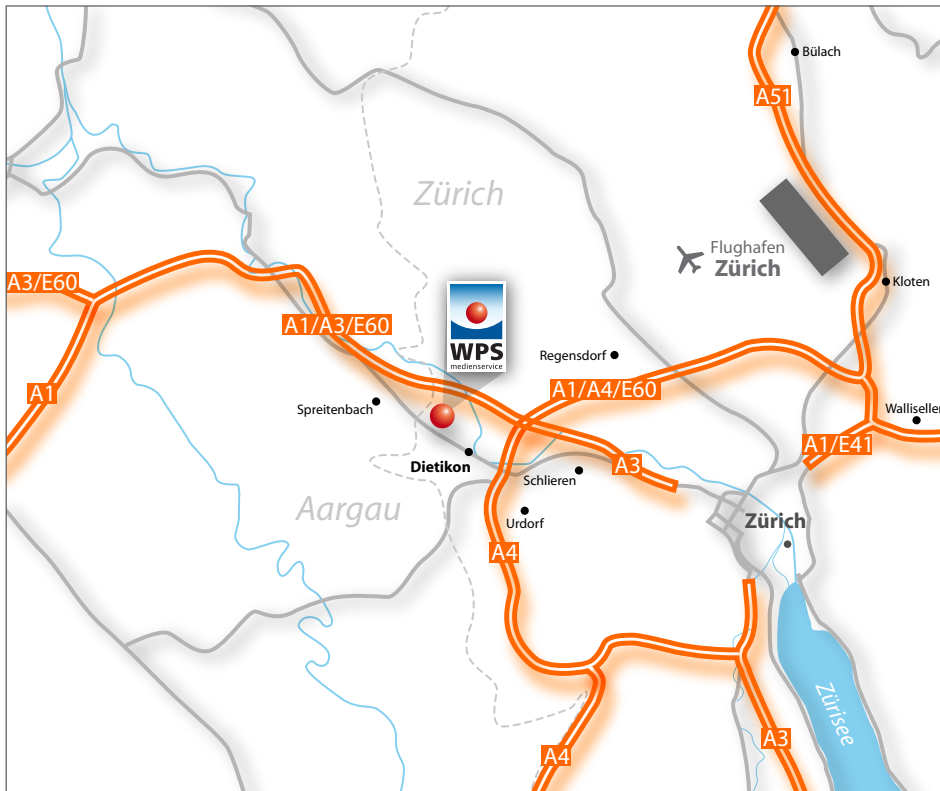 Bülach
A51
Zürich
Flughafen
Zürich
A3/E60
Kloten
A1/A3/E60
WPS
medienservice
Regensdorf
A1/A4/E60
A1
Spreitenbach
Walliseller
A1/E41
Dietikon
A3
Schlieren
Aargau
Urdorf
Zürich
A4
Zürisee
A3
A4